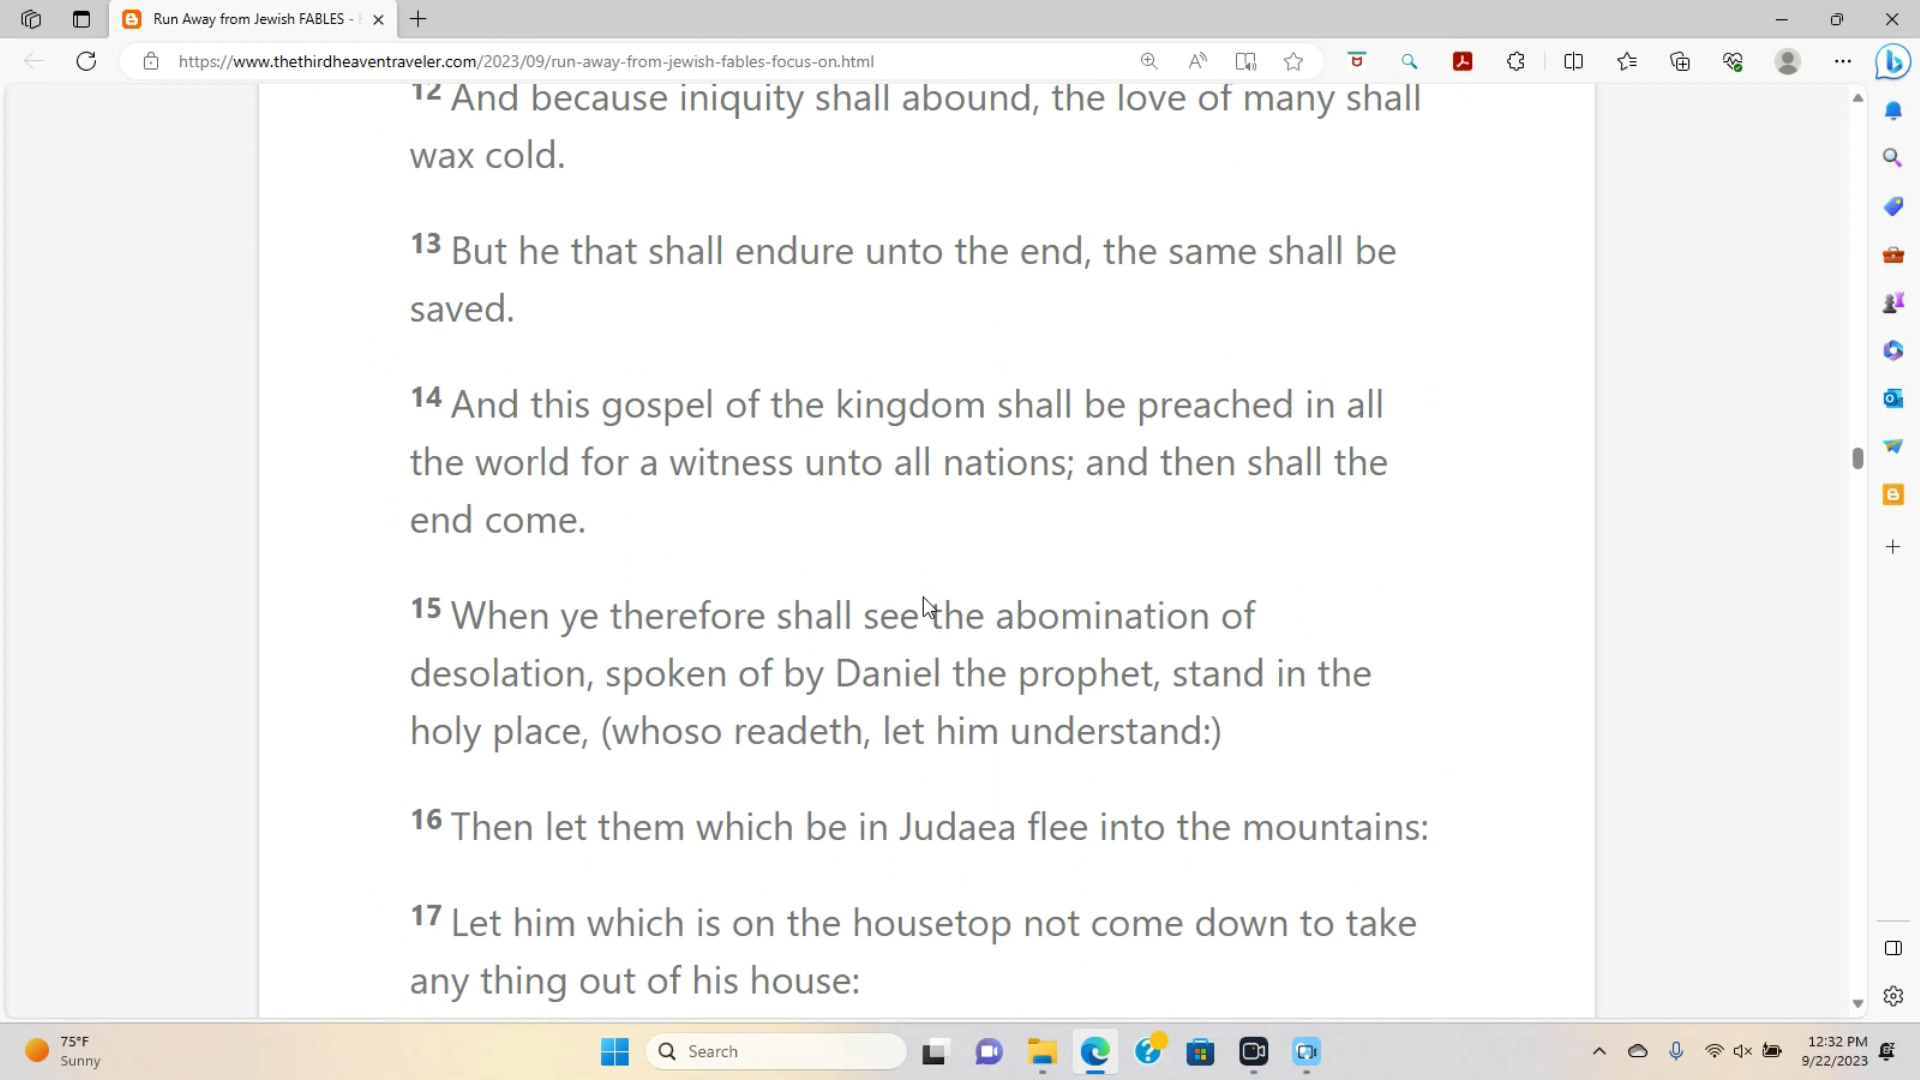 Run Away from Jewish FABLES -
https://www.thethirdheaventraveler.com/2023/09/run-away-from-jewish-fables-focus-on.html
12 And because iniquity shall abound, the love of many shall
wax cold.
13 But he that shall endure unto the end, the same shall be
saved.
14 And this gospel of the kingdom shall be preached in all
the world for a witness unto all nations; and then shall the
end come.
15 When ye therefore shall see the abomination of
desolation, spoken of by Daniel the prophet, stand in the
holy place, (whoso readeth, let him understand:)
16 Then let them which be in Judaea flee into the mountains:
17 Let him which is on the housetop not come down to take
any thing out of his house:
75°F
Sunny
Search
12:32 PM
9/22/2023